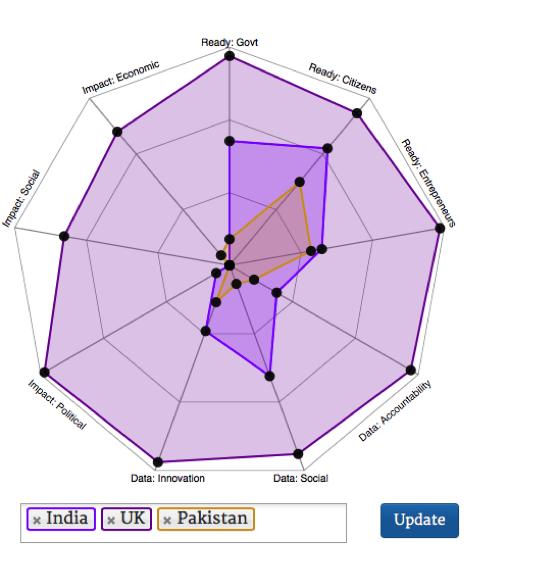 Ready: Govt
Ready: Citizens
Ready: Entrepreneurs
Data: Accountability
Data: Social
Data: Innovation
Impact: Political
Impact: Social
Impact: Economic
× India × UK × Pakistan
Update